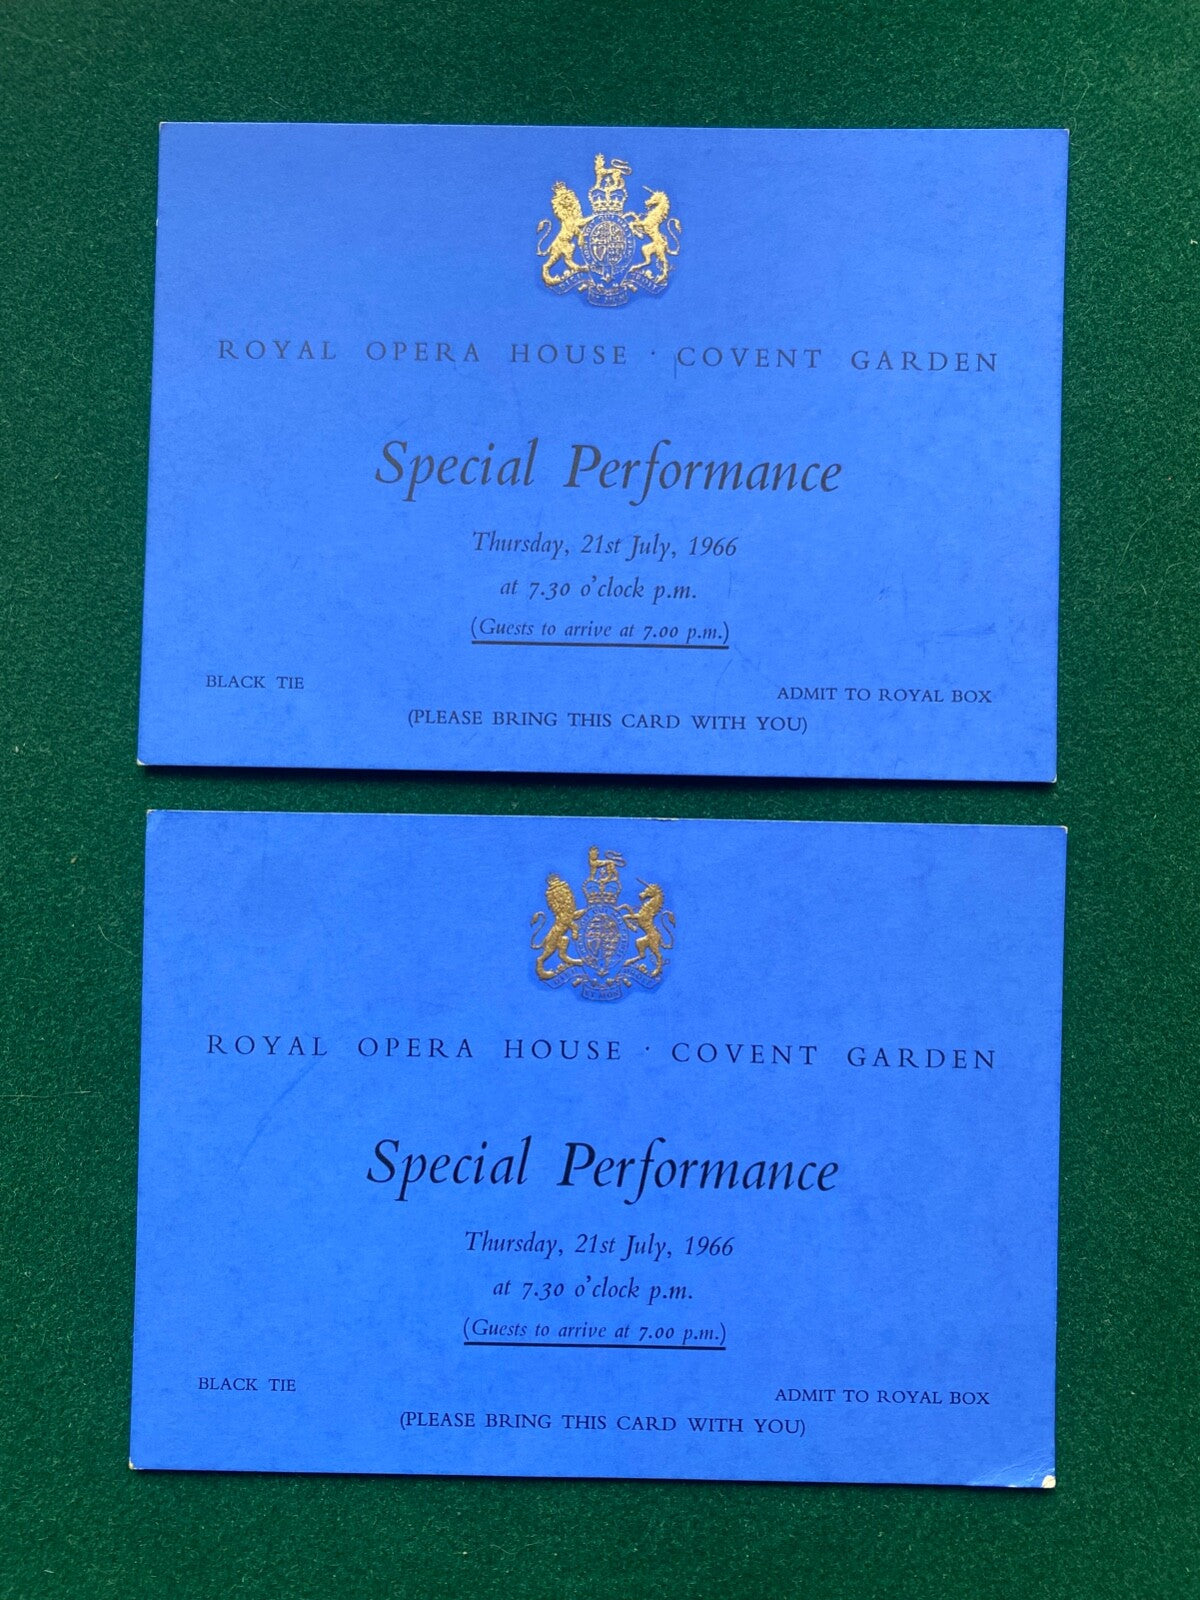 ROYAL OPERA HOUSE · COVENT GARDEN
Special Performance
Thursday, 21st July, 1966
at 7.30 o'clock p.m.
(Guests to arrive at 7.00 p.m.)
BLACK TIE
ADMIT TO ROYAL BOX
(PLEASE BRING THIS CARD WITH YOU)
ROYAL OPERA HOUSE · COVENT GARDEN
Special Performance
Thursday, 21st July, 1966
at 7.30 o'clock p.m.
(Guests to arrive at 7.00 p.m.)
BLACK TIE
ADMIT TO ROYAL BOX
(PLEASE BRING THIS CARD WITH YOU)